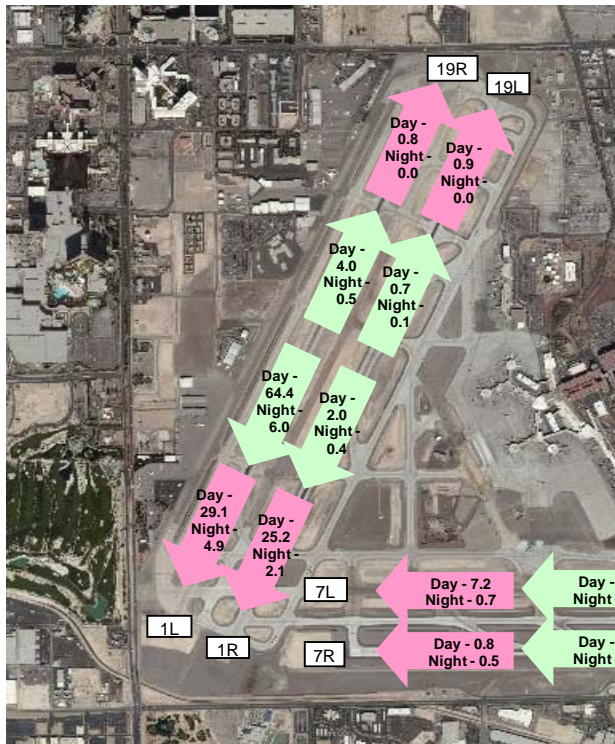 19R
19L
Day -
0.8
Night -
0.0
Day -
0.9
Night -
0.0
Day -
4.0
Night -
0.5
Day -
0.7
Night -
0.1
Day -
64.4
Night -
6.0
Day -
2.0
Night -
0.4
Day -
29.1
Night -
4.9
Day -
25.2
Night -
2.1
7L
Day - 7.2
Night - 0.7
Day -
Night
1L
1R
7R
Day - 0.8
Night - 0.5
Day -
Night